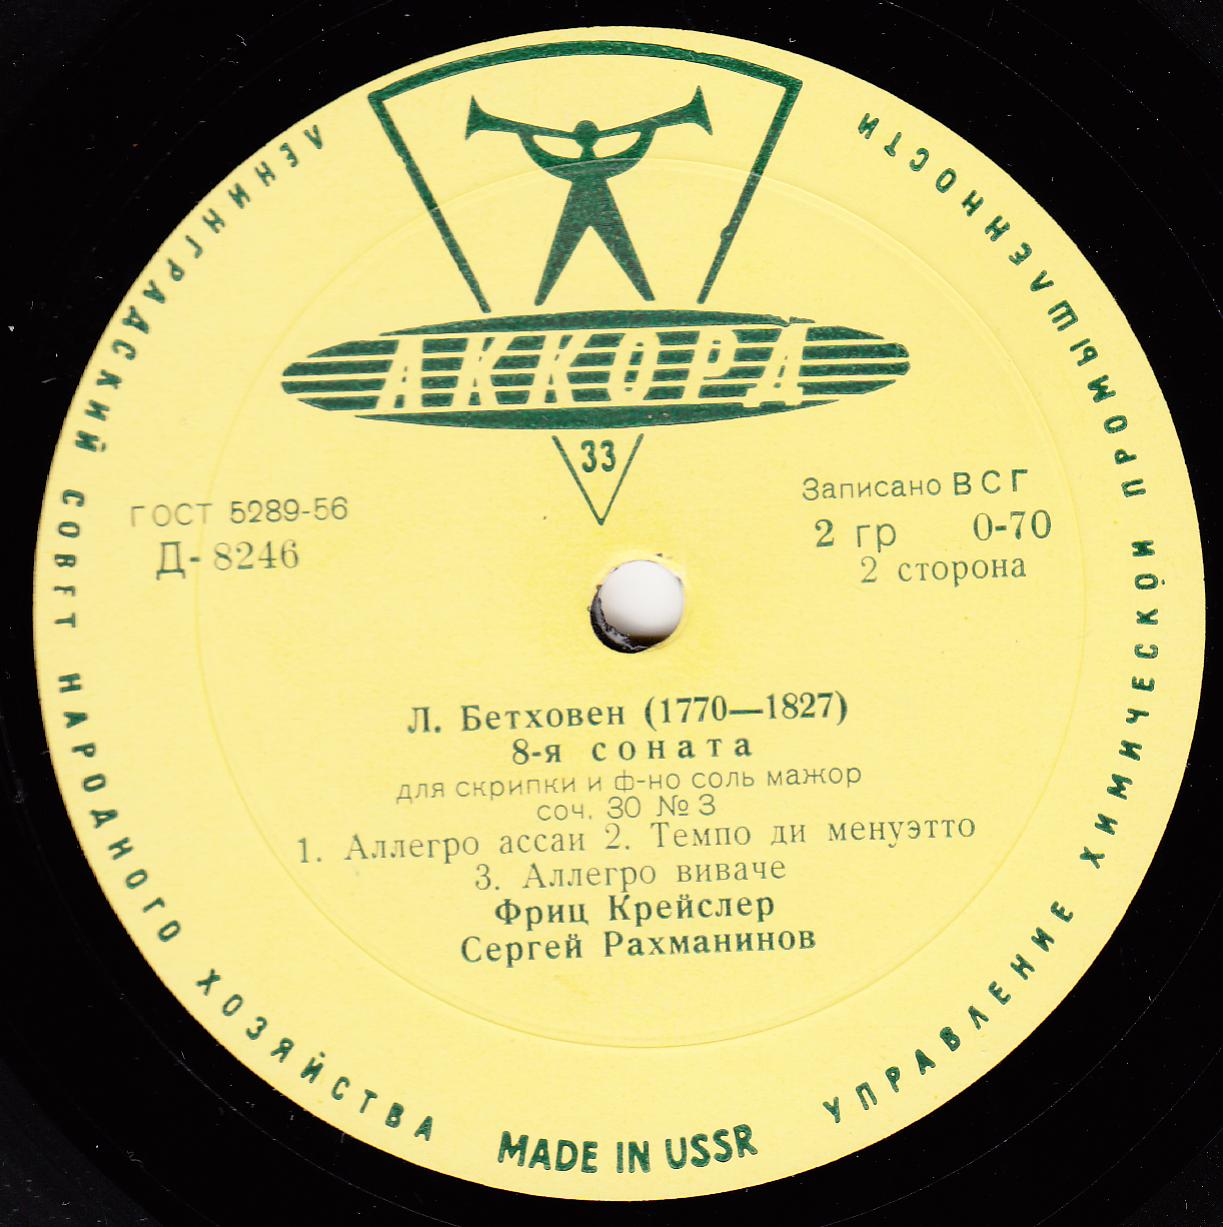 АККОРД
33
ГОСТ 5289-56
Д-8246
Записано ВСГ
2 гр 0-70
2 сторона
Л. Бетховен (1770—1827)
8-я соната
для скрипки и ф-но соль мажор
соч. 30 № 3
1. Аллегро ассаи 2. Темпо ди менуэтто
3. Аллегро виваче
Фриц Крейслер
Сергей Рахманинов
ЛЕНИНГРАДСКИЙ СОВЕТ НАРОДНОГО ХОЗЯЙСТВА
MADE IN USSR
УПРАВЛЕНИЕ ХИМИЧЕСКОЙ ПРОМЫШЛЕННОСТИ